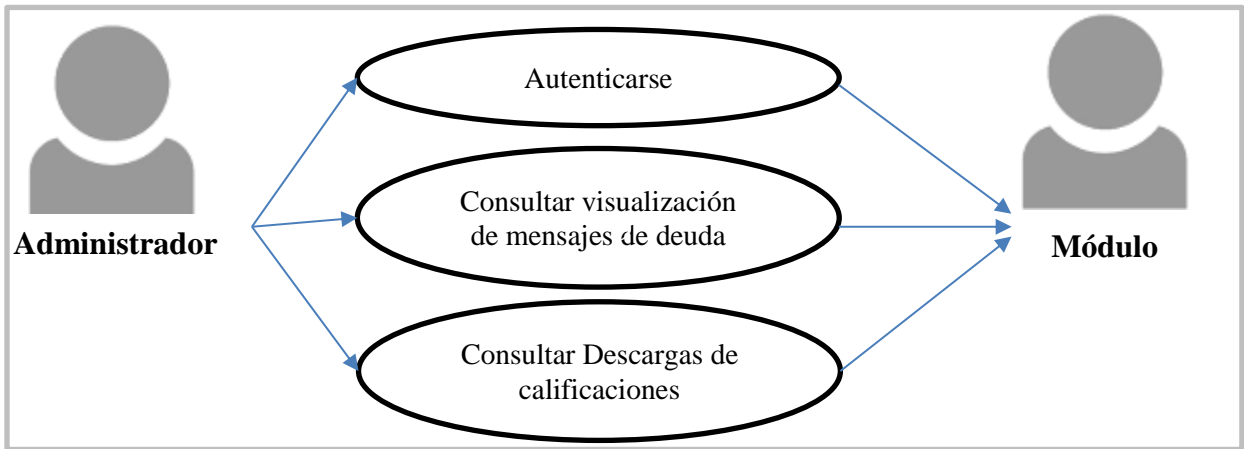 Autenticarse
Consultar visualización
de mensajes de deuda
Administrador
Módulo
Consultar Descargas de
calificaciones